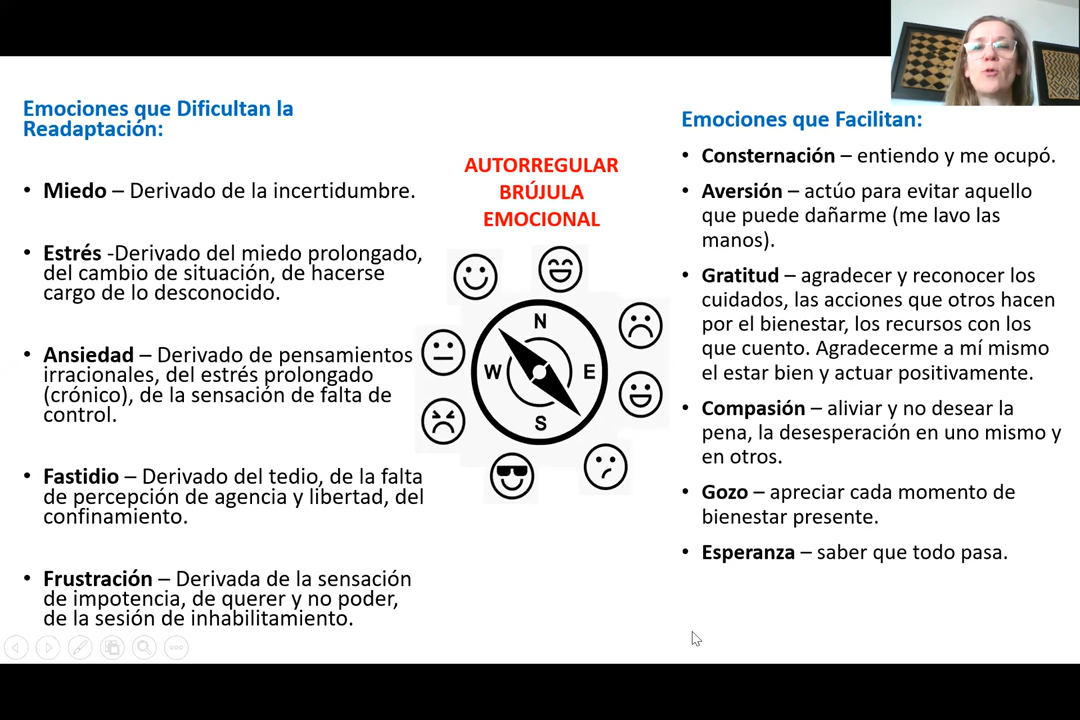 Emociones que Dificultan la
Readaptación:
• Miedo – Derivado de la incertidumbre.
• Estrés -Derivado del miedo prolongado,
del cambio de situación, de hacerse
cargo de lo desconocido.
• Ansiedad – Derivado de pensamientos
irracionales, del estrés prolongado
(crónico), de la sensación de falta de
control.
• Fastidio – Derivado del tedio, de la falta
de percepción de agencia y libertad, del
confinamiento.
• Frustración – Derivada de la sensación
de impotencia, de querer y no poder,
de la sesión de inhabilitamiento.
AUTORREGULAR
BRÚJULA
EMOCIONAL
N
W
E
S
Emociones que Facilitan:
• Consternación – entiendo y me ocupó.
• Aversión – actúo para evitar aquello
que puede dañarme (me lavo las
manos).
• Gratitud – agradecer y reconocer los
cuidados, las acciones que otros hacen
por el bienestar, los recursos con los
que cuento. Agradecerme a mí mismo
el estar bien y actuar positivamente.
• Compasión – aliviar y no desear la
pena, la desesperación en uno mismo y
en otros.
• Gozo – apreciar cada momento de
bienestar presente.
• Esperanza – saber que todo pasa.